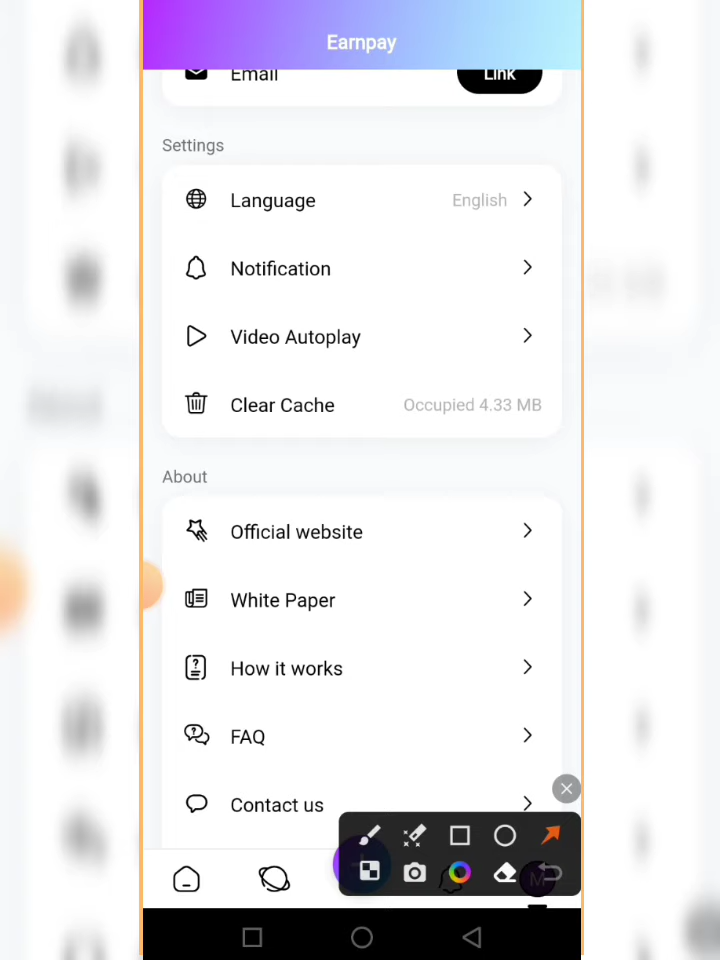 Earnpay
Email
Link
Settings
Language English
Notification
Video Autoplay
Clear Cache Occupied 4.33 MB
About
Official website
White Paper
How it works
FAQ
Contact us
M